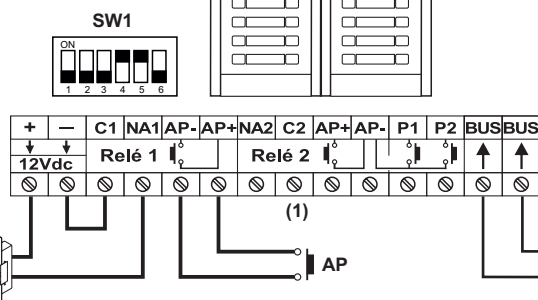 SW1
ON
1 2 3 4 5 6
+ — C1 NA1 AP- AP+ NA2 C2 AP+ AP- P1 P2 BUS BUS
12Vdc Relé 1 Relé 2
(1)
AP